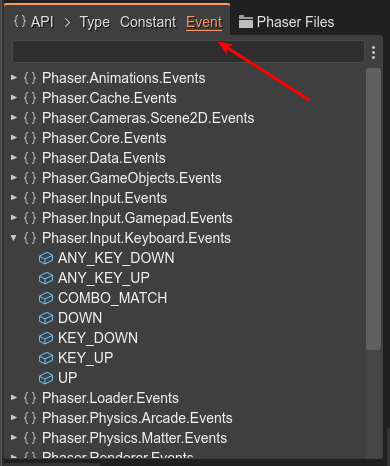 {} API > Type Constant Event Phaser Files
{} Phaser.Animations.Events
{} Phaser.Cache.Events
{} Phaser.Cameras.Scene2D.Events
{} Phaser.Core.Events
{} Phaser.Data.Events
{} Phaser.GameObjects.Events
{} Phaser.Input.Events
{} Phaser.Input.Gamepad.Events
{} Phaser.Input.Keyboard.Events
ANY_KEY_DOWN
ANY_KEY_UP
COMBO_MATCH
DOWN
KEY_DOWN
KEY_UP
UP
{} Phaser.Loader.Events
{} Phaser.Physics.Arcade.Events
{} Phaser.Physics.Matter.Events
{} Phaser.Renderer.Events